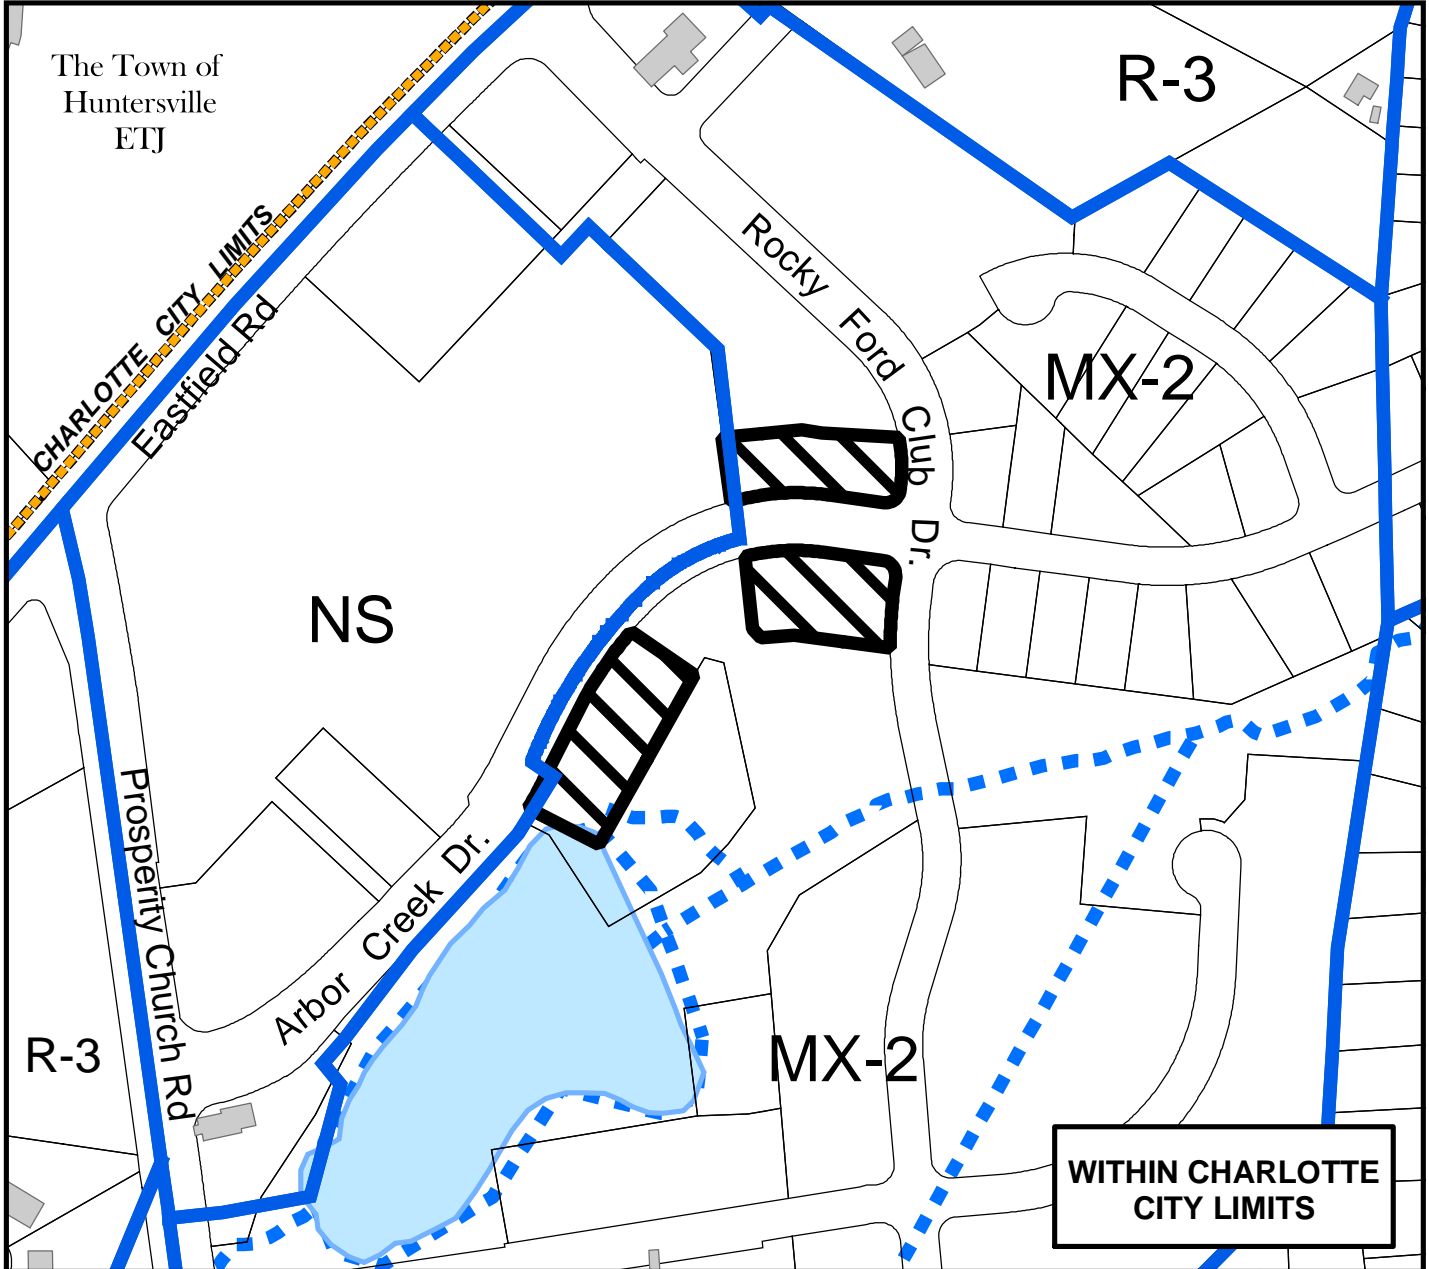 The Town of
Huntersville
ETJ
R-3
CHARLOTTE CITY LIMITS
Eastfield Rd
Rocky Ford Club Dr.
MX-2
NS
Prosperity Church Rd
Arbor Creek Dr.
R-3
MX-2
WITHIN CHARLOTTE
CITY LIMITS